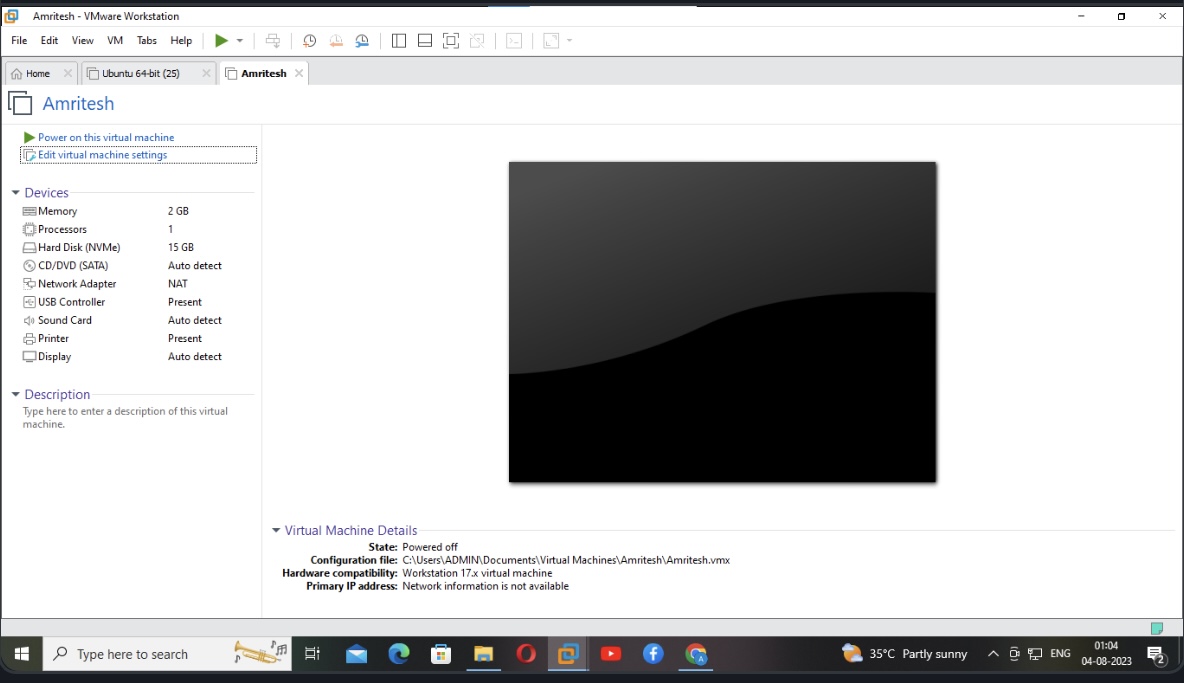 Amritesh - VMware Workstation
File Edit View VM Tabs Help
Home Ubuntu 64-bit (25) Amritesh
Amritesh
Power on this virtual machine
Edit virtual machine settings
Devices
Memory 2 GB
Processors 1
Hard Disk (NVMe) 15 GB
CD/DVD (SATA) Auto detect
Network Adapter NAT
USB Controller Present
Sound Card Auto detect
Printer Present
Display Auto detect
Description
Type here to enter a description of this virtual
machine.
Virtual Machine Details
State: Powered off
Configuration file: C:\Users\ADMIN\Documents\Virtual Machines\Amritesh\Amritesh.vmx
Hardware compatibility: Workstation 17.x virtual machine
Primary IP address: Network information is not available
Type here to search
35°C Partly sunny
ENG
01:04
04-08-2023
2